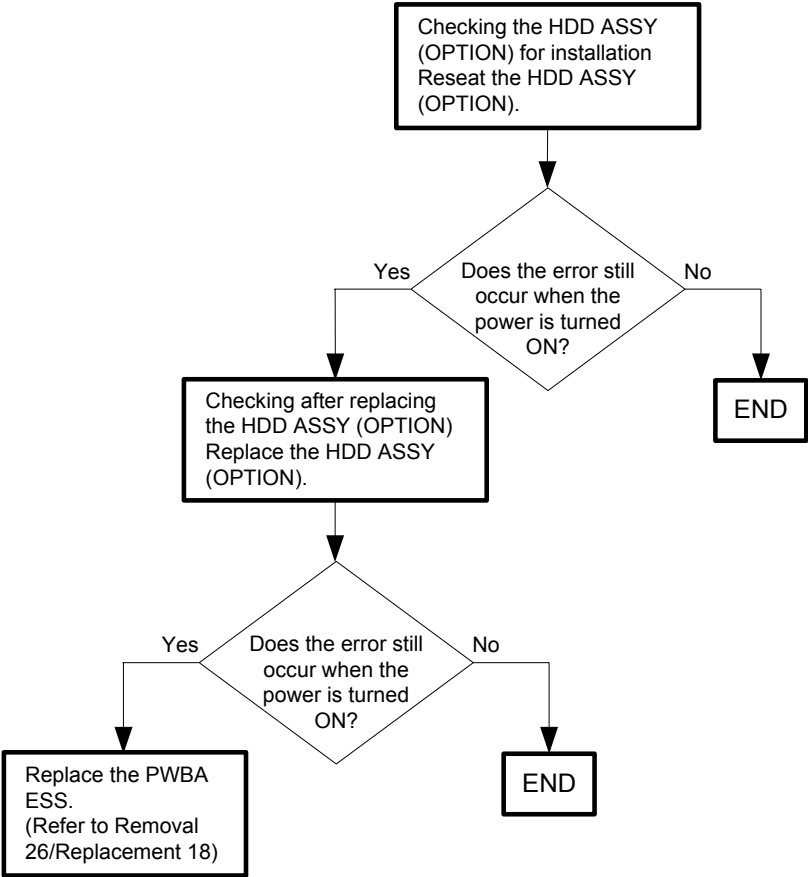 Checking the HDD ASSY
(OPTION) for installation
Reseat the HDD ASSY
(OPTION).
Does the error still
occur when the
power is turned
ON?
Yes
No
END
Checking after replacing
the HDD ASSY (OPTION)
Replace the HDD ASSY
(OPTION).
Does the error still
occur when the
power is turned
ON?
Yes
No
END
Replace the PWBA
ESS.
(Refer to Removal
26/Replacement 18)